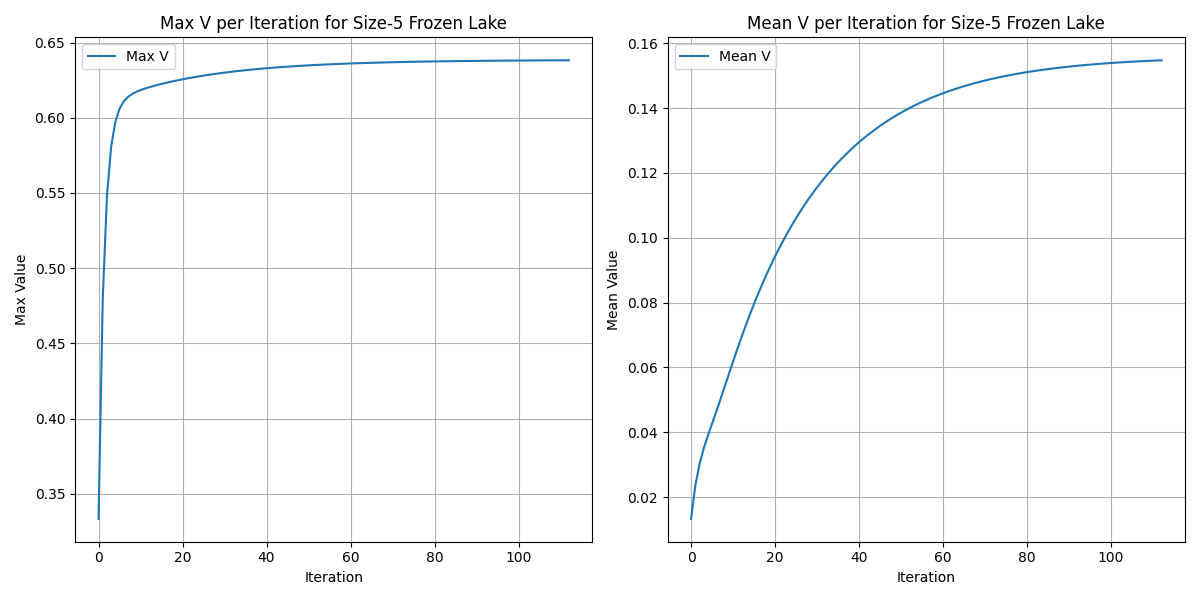 Max V per Iteration for Size-5 Frozen Lake
Max V
Max Value
0.65
0.60
0.55
0.50
0.45
0.40
0.35
0 20 40 60 80 100
Iteration
Mean V per Iteration for Size-5 Frozen Lake
Mean V
Mean Value
0.16
0.14
0.12
0.10
0.08
0.06
0.04
0.02
0 20 40 60 80 100
Iteration